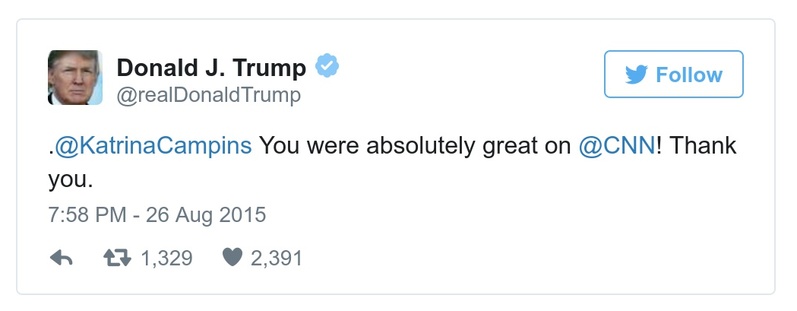 Donald J. Trump
@realDonaldTrump
Follow
.@KatrinaCampins You were absolutely great on @CNN! Thank
you.
7:58 PM - 26 Aug 2015
1,329 2,391